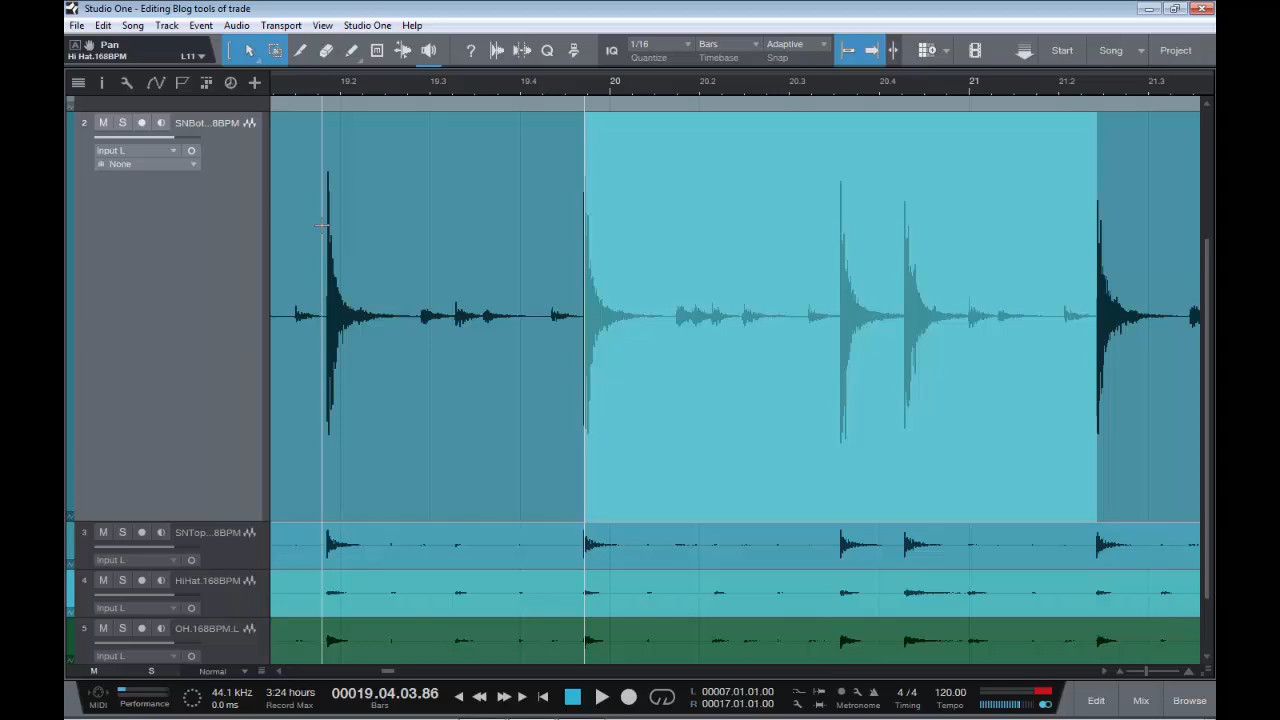 Studio One - Editing Blog tools of trade
File Edit Song Track Event Audio Transport View Studio One Help
A Pan
Hi Hat.168BPM L11
IQ 1/16 Bars Adaptive Start Song Project
Quantize Timebase Snap
19.2 19.3 19.4 20 20.2 20.3 20.4 21 21.2 21.3
2 M S SNBot...8BPM
Input L
None
3 M S SNTop...8BPM
Input L
4 M S HiHat.168BPM
Input L
5 M S OH.168BPM.L
Input L
M S Normal
MIDI Performance
44.1 kHz
0.0 ms
3:24 hours
Record Max
00019.04.03.86
Bars
L 00007.01.01.00
R 00017.01.01.00
Metronome
4 / 4
Timing
120.00
Tempo
Edit Mix Browse